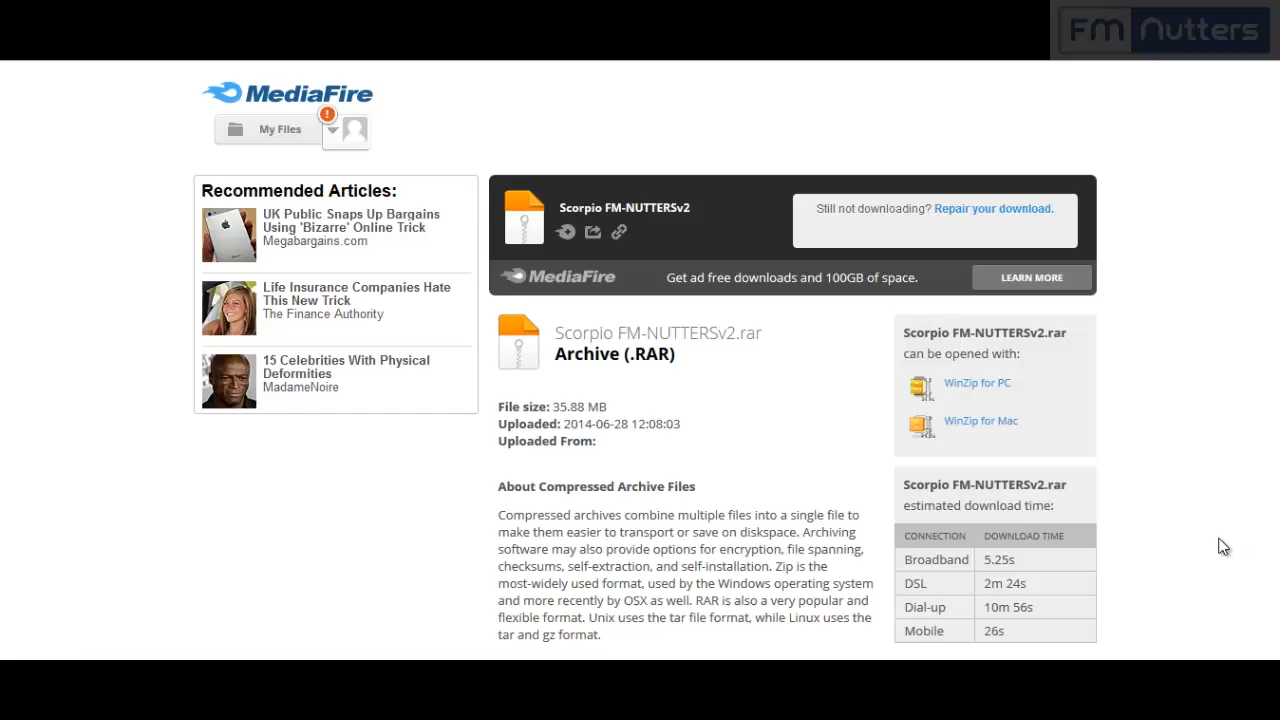 Fm Nutters
MediaFire
!
My Files
Recommended Articles:
UK Public Snaps Up Bargains
Using 'Bizarre' Online Trick
Megabargains.com
Life Insurance Companies Hate
This New Trick
The Finance Authority
15 Celebrities With Physical
Deformities
MadameNoire
Scorpio FM-NUTTERSv2
Still not downloading? Repair your download.
MediaFire
Get ad free downloads and 100GB of space.
LEARN MORE
Scorpio FM-NUTTERSv2.rar
Archive (.RAR)
File size: 35.88 MB
Uploaded: 2014-06-28 12:08:03
Uploaded From:
About Compressed Archive Files
Compressed archives combine multiple files into a single file to
make them easier to transport or save on diskspace. Archiving
software may also provide options for encryption, file spanning,
checksums, self-extraction, and self-installation. Zip is the
most-widely used format, used by the Windows operating system
and more recently by OSX as well. RAR is also a very popular and
flexible format. Unix uses the tar file format, while Linux uses the
tar and gz format.
Scorpio FM-NUTTERSv2.rar
can be opened with:
WinZip for PC
WinZip for Mac
Scorpio FM-NUTTERSv2.rar
estimated download time:
CONNECTION DOWNLOAD TIME
Broadband 5.25s
DSL 2m 24s
Dial-up 10m 56s
Mobile 26s